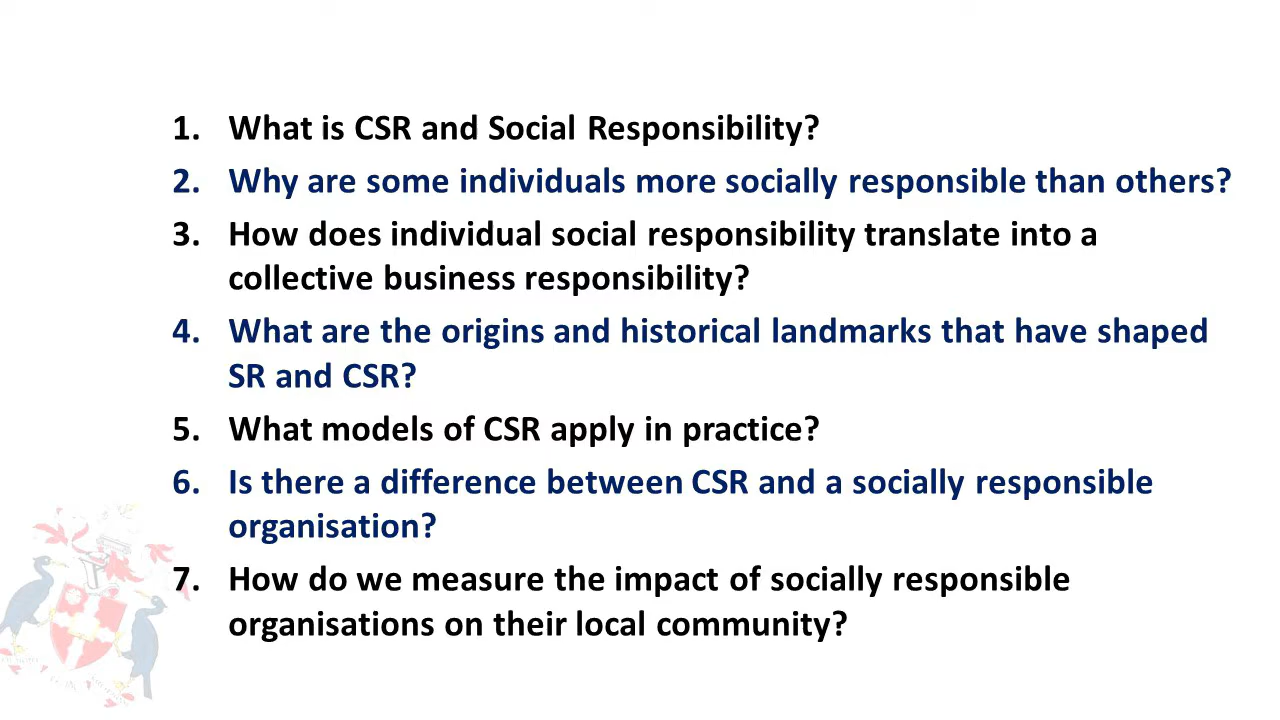 1. What is CSR and Social Responsibility?
2. Why are some individuals more socially responsible than others?
3. How does individual social responsibility translate into a
collective business responsibility?
4. What are the origins and historical landmarks that have shaped
SR and CSR?
5. What models of CSR apply in practice?
6. Is there a difference between CSR and a socially responsible
organisation?
7. How do we measure the impact of socially responsible
organisations on their local community?